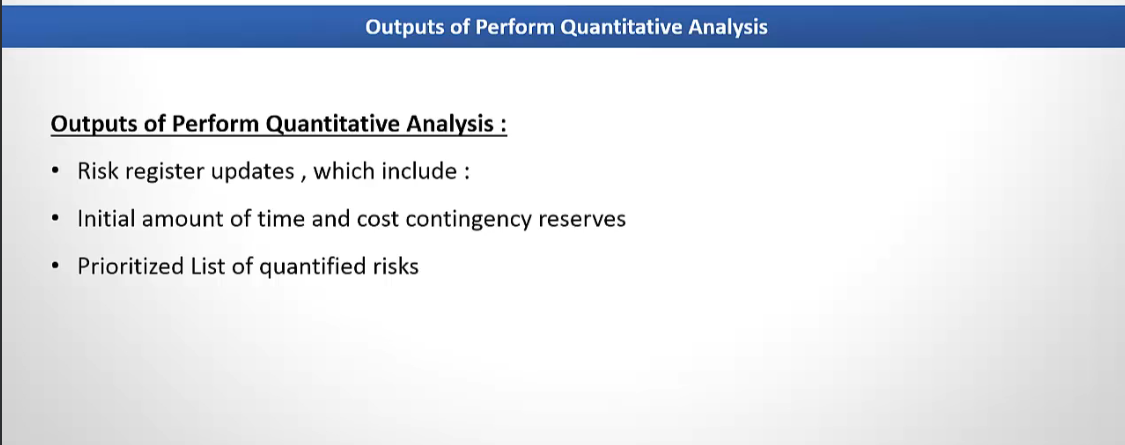 Outputs of Perform Quantitative Analysis
Outputs of Perform Quantitative Analysis :
• Risk register updates , which include :
• Initial amount of time and cost contingency reserves
• Prioritized List of quantified risks